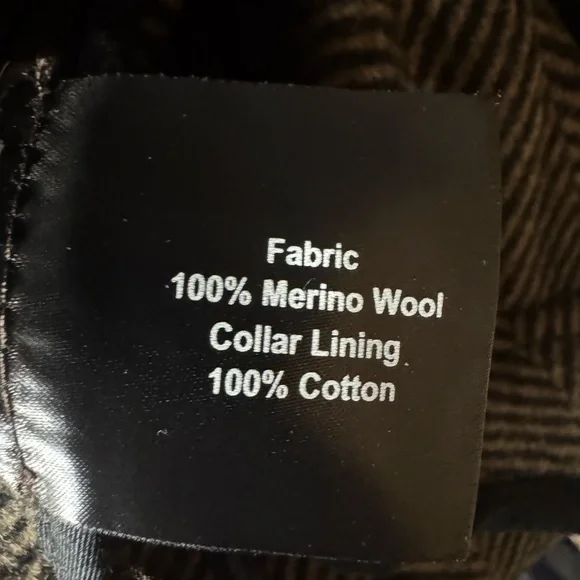 Fabric
100% Merino Wool
Collar Lining
100% Cotton